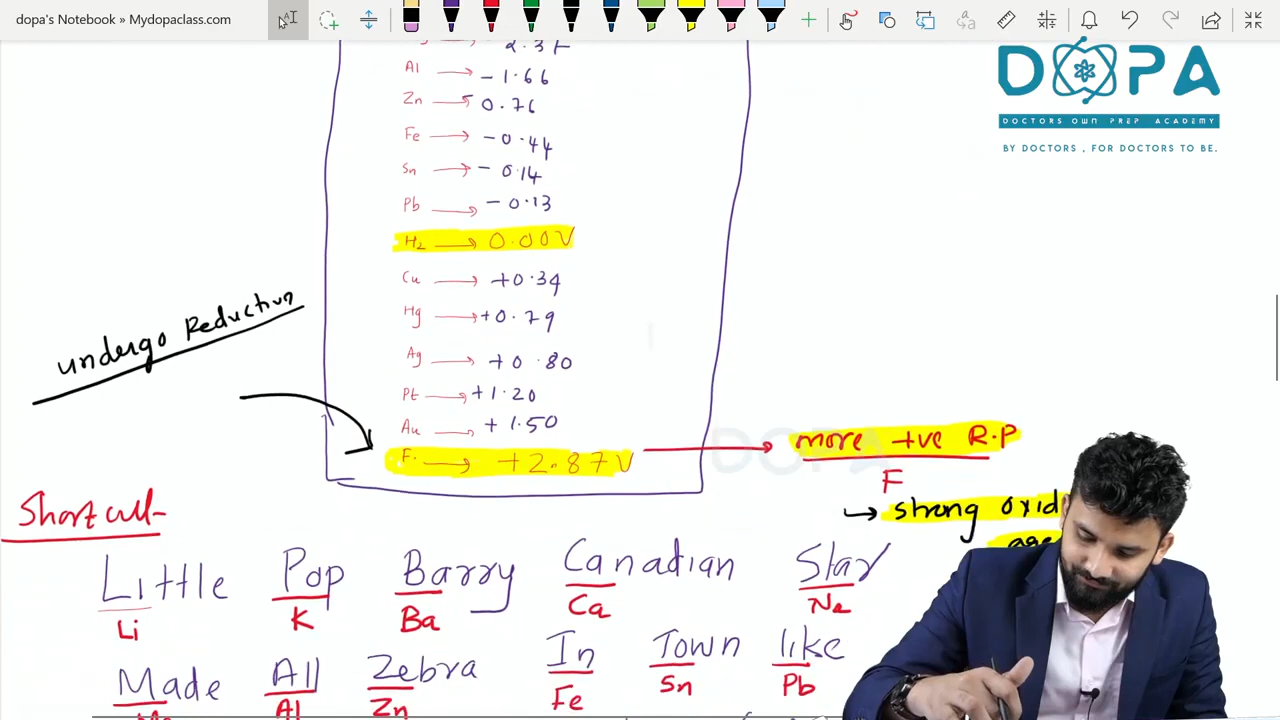 dopa's Notebook » Mydopaclass.com
DOPA
DOCTORS OWN PREP ACADEMY
BY DOCTORS , FOR DOCTORS TO BE.
Al → -1.66
Zn → -0.76
Fe → -0.44
Sn → -0.14
Pb → -0.13
H2 → 0.00V
Cu → +0.34
Hg → +0.79
Ag → +0.80
Pt → +1.20
Au → +1.50
F. → +2.87V
undergo Reduction
more +ve R.P
F
↳ strong oxid
age
DOPA
Shortcut
Little Pop Barry Canadian Star
Li K Ba Ca Na
Made All Zebra In Town like
Al Zn Fe Sn Pb